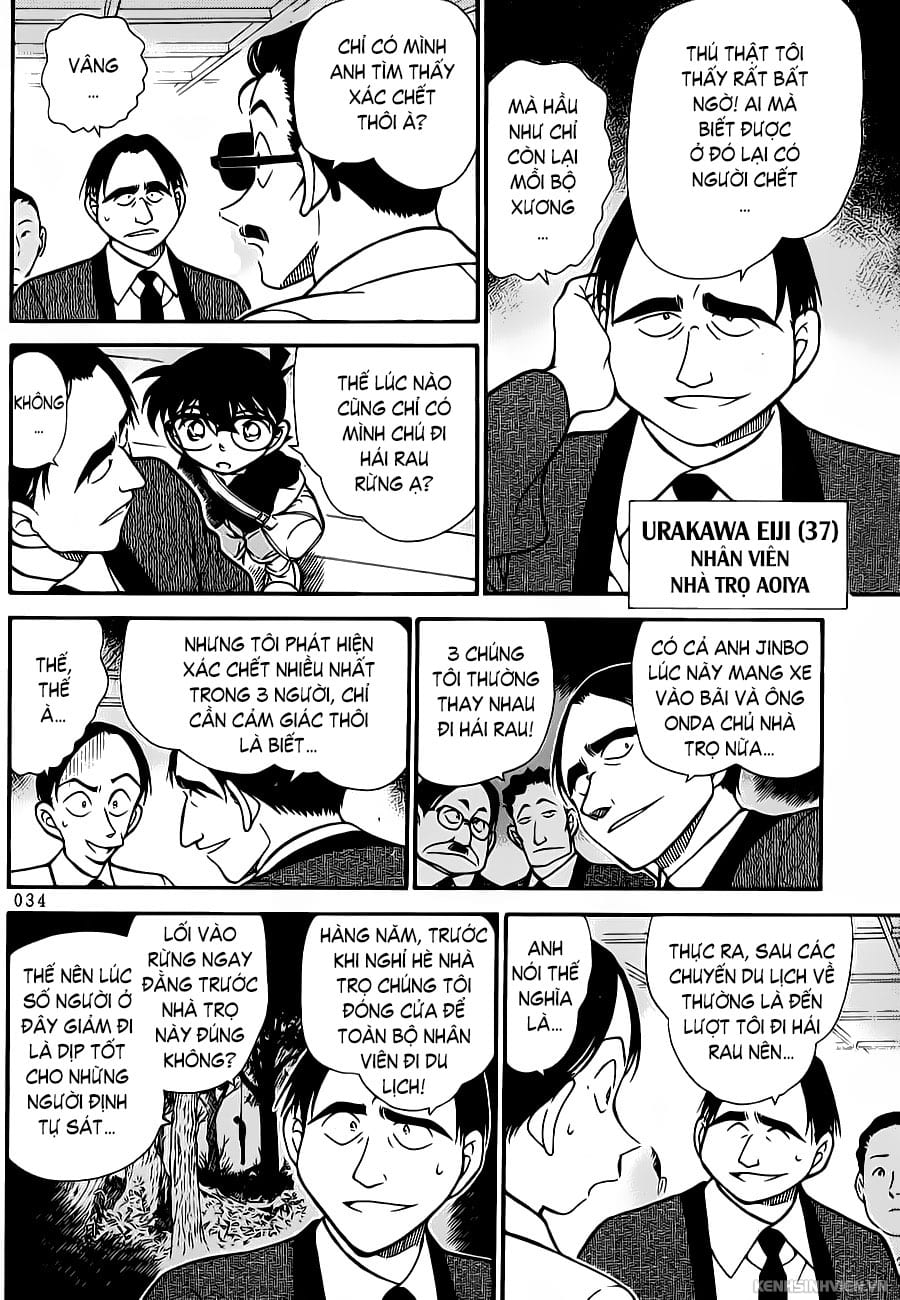 THÚ THẬT TÔI
THẤY RẤT BẤT
NGỜ! AI MÀ
BIẾT ĐƯỢC
Ở ĐÓ LẠI CÓ
NGƯỜI CHẾT
...
MÀ HẦU
NHƯ CHỈ
CÒN LẠI
MỒI BỘ
XƯƠNG
...
URAKAWA EIJI (37)
NHÂN VIÊN
NHÀ TRỌ AOIYA
CHỈ CÓ MÌNH
ANH TÌM THẤY
XÁC CHẾT
THÔI À?
VÂNG
...
THẾ LÚC NÀO
CŨNG CHỈ CÓ
MÌNH CHÚ ĐI
HÁI RAU
RỪNG Ạ?
KHÔNG
...
CÓ CẢ ANH JINBO
LÚC NÀY MANG XE
VÀO BÀI VÀ ÔNG
ONDA CHỦ NHÀ
TRỌ NỮA...
3 CHÚNG
TÔI THƯỜNG
THAY NHAU
ĐI HÁI RAU!
NHƯNG TÔI PHÁT HIỆN
XÁC CHẾT NHIỀU NHẤT
TRONG 3 NGƯỜI, CHỈ
CẦN CẢM GIÁC THÔI
LÀ BIẾT...
THẾ,
THẾ
À...
034
THỰC RA, SAU CÁC
CHUYẾN DU LỊCH VỀ
THƯỜNG LÀ ĐẾN
LƯỢT TÔI ĐI HÁI
RAU NÊN...
ANH
NÓI THẾ
NGHĨA
LÀ...
HÀNG NĂM, TRƯỚC
KHI NGHỈ HÈ NHÀ
TRỌ CHÚNG TÔI
ĐÓNG CỬA ĐỂ
TOÀN BỘ NHÂN
VIÊN ĐI DU
LỊCH!
LỐI VÀO
RỪNG NGAY
ĐẰNG TRƯỚC
NHÀ TRỌ
NÀY ĐÚNG
KHÔNG?
THẾ NÊN LÚC
SỐ NGƯỜI Ở
ĐÂY GIẢM ĐI
LÀ DỊP TỐT
CHO NHỮNG
NGƯỜI ĐỊNH
TỰ SÁT...
KENHSINHVIEN.VN